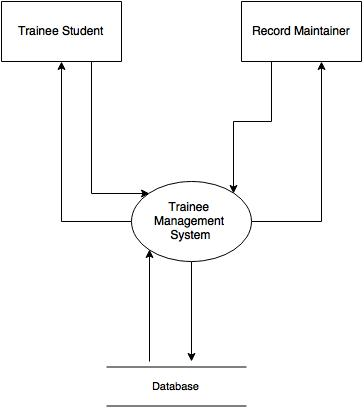 Trainee Student
Record Maintainer
Trainee
Management
System
Database